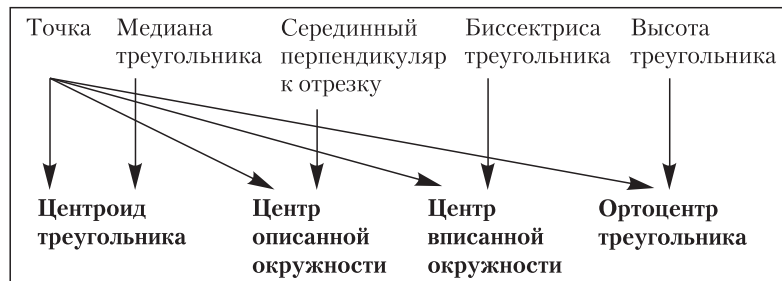 Точка
Медиана
треугольника
Серединный
перпендикуляр
к отрезку
Биссектриса
треугольника
Высота
треугольника
Центроид
треугольника
Центр
описанной
окружности
Центр
вписанной
окружности
Ортоцентр
треугольника